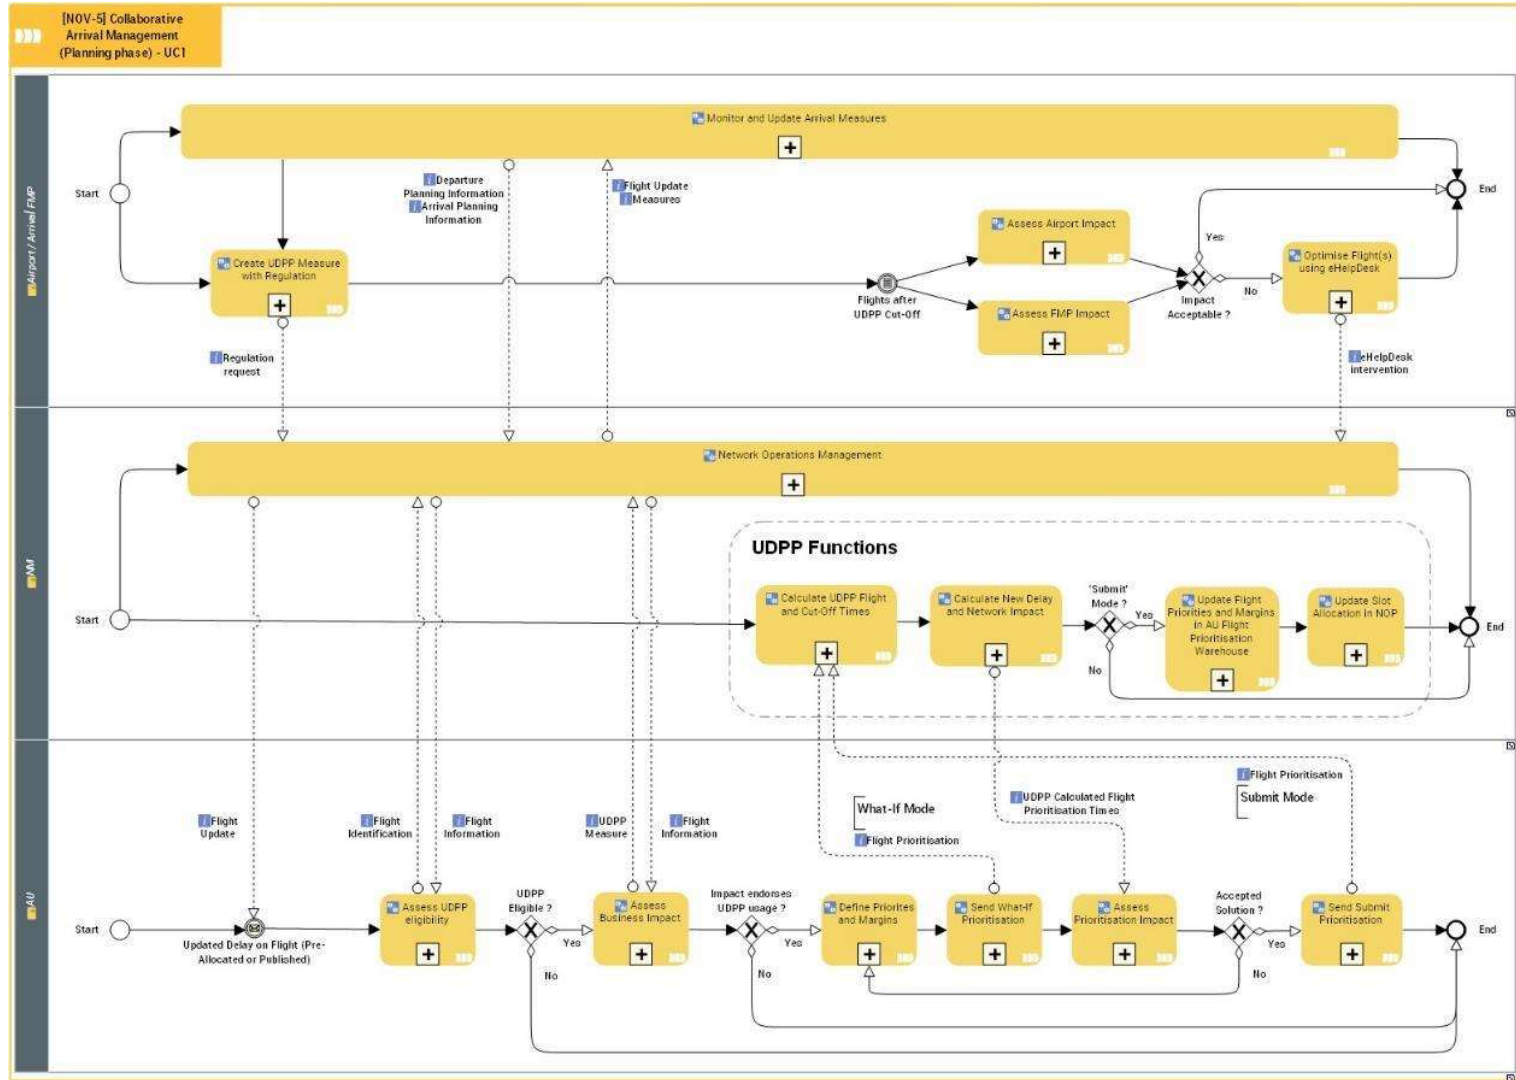 [NOV-5] Collaborative
Arrival Management
(Planning phase) - UC1
Airport / Arrival FMP
Monitor and Update Arrival Measures
Start
Departure
Planning Information
Arrival Planning
Information
Flight Update
Measures
Create UDPP Measure
with Regulation
Regulation
request
Flights after
UDPP Cut-Off
Assess Airport Impact
Assess FMP Impact
Yes
No
Impact
Acceptable ?
Optimise Flight(s)
using eHelpDesk
End
eHelpDesk
intervention
NM
Network Operations Management
Start
UDPP Functions
Calculate UDPP Flight
and Cut-Off Times
Calculate New Delay
and Network Impact
'Submit'
Mode ?
Yes
No
Update Flight
Priorities and Margins
in AU Flight
Prioritisation
Warehouse
Update Slot
Allocation in NOP
End
AU
Flight
Update
Flight
Identification
Flight
Information
UDPP
Measure
Flight
Information
What-If Mode
Flight Prioritisation
UDPP Calculated Flight
Prioritisation Times
Flight Prioritisation
Submit Mode
Start
Updated Delay on Flight (Pre-
Allocated or Published)
Assess UDPP
eligibility
UDPP
Eligible ?
Yes
No
Assess
Business Impact
Impact endorses
UDPP usage ?
Yes
No
Define Priorites
and Margins
Send What-If
Prioritisation
Assess
Prioritisation Impact
Accepted
Solution ?
Yes
No
Send Submit
Prioritisation
End